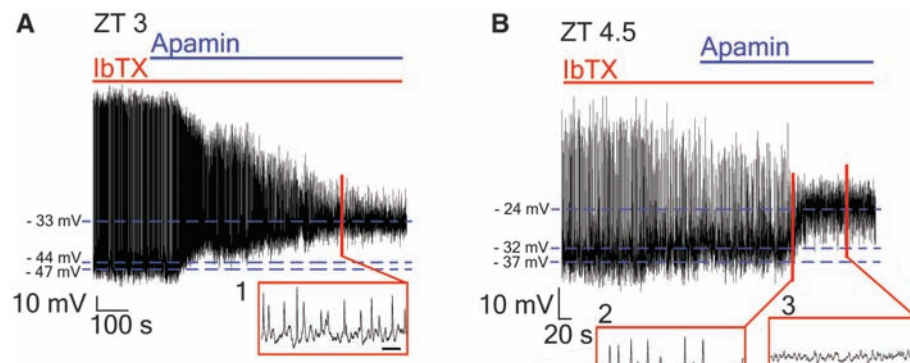 A
ZT 3
Apamin
IbTX
- 33 mV
- 44 mV
- 47 mV
10 mV
100 s
1
B
ZT 4.5
Apamin
IbTX
- 24 mV
- 32 mV
- 37 mV
10 mV
20 s
2
3